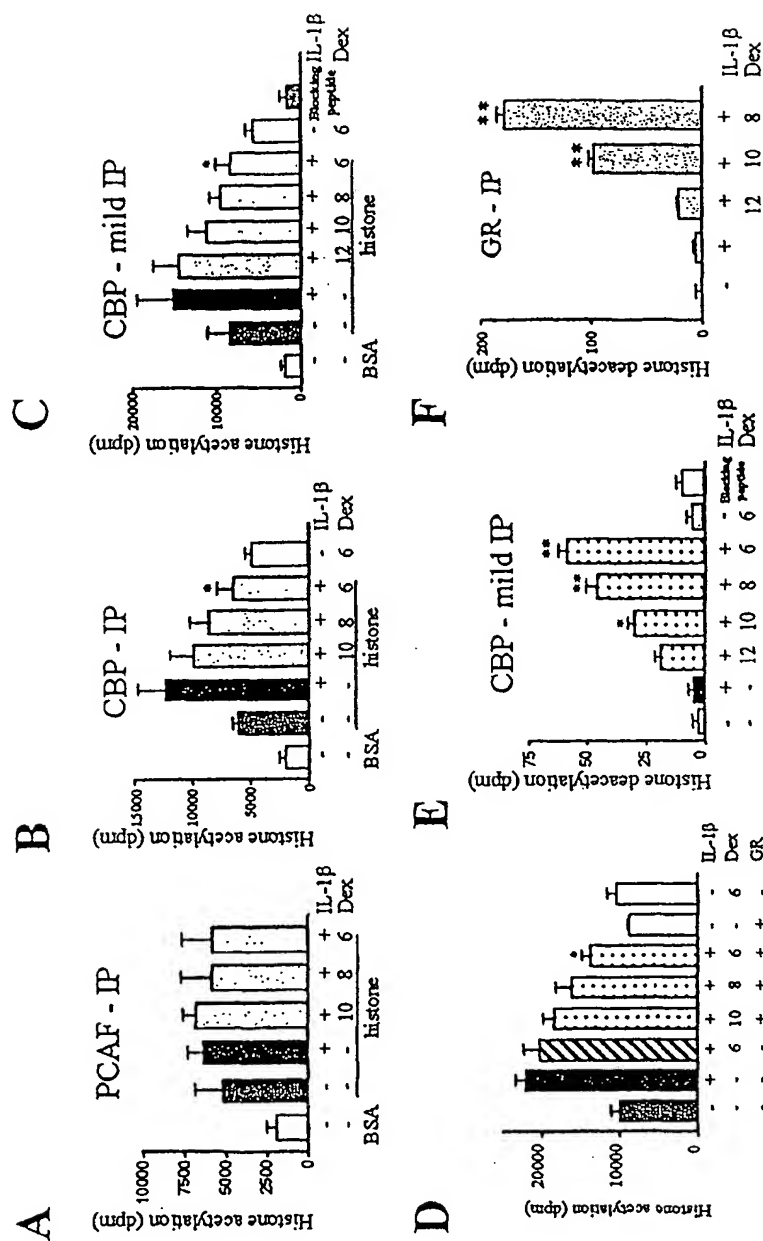 A
PCAF - IP
Histone acetylation (dpm)
10000
7500
5000
2500
0
- - + + + + IL-1β
- - - 10 8 6 Dex
BSA histone
B
CBP - IP
Histone acetylation (dpm)
15000
10000
5000
0
- - + + + + - IL-1β
- - - 10 8 6 6 Dex
BSA histone
C
CBP - mild IP
Histone acetylation (dpm)
20000
10000
0
- - + + + + + - Blocking IL-1β
- - - 12 10 8 6 6 peptide Dex
BSA histone
*
D
Histone acetylation (dpm)
20000
10000
0
- + + + + + - - IL-1β
- - 6 10 8 6 - 6 Dex
- - - + + + + - GR
*
E
CBP - mild IP
Histone deacetylation (dpm)
75
50
25
0
- + + + + + - Blocking IL-1β
- - 12 10 8 6 6 peptide Dex
* ** **
F
GR - IP
Histone deacetylation (dpm)
200
100
0
- + + + + IL-1β
12 10 8 Dex
** **